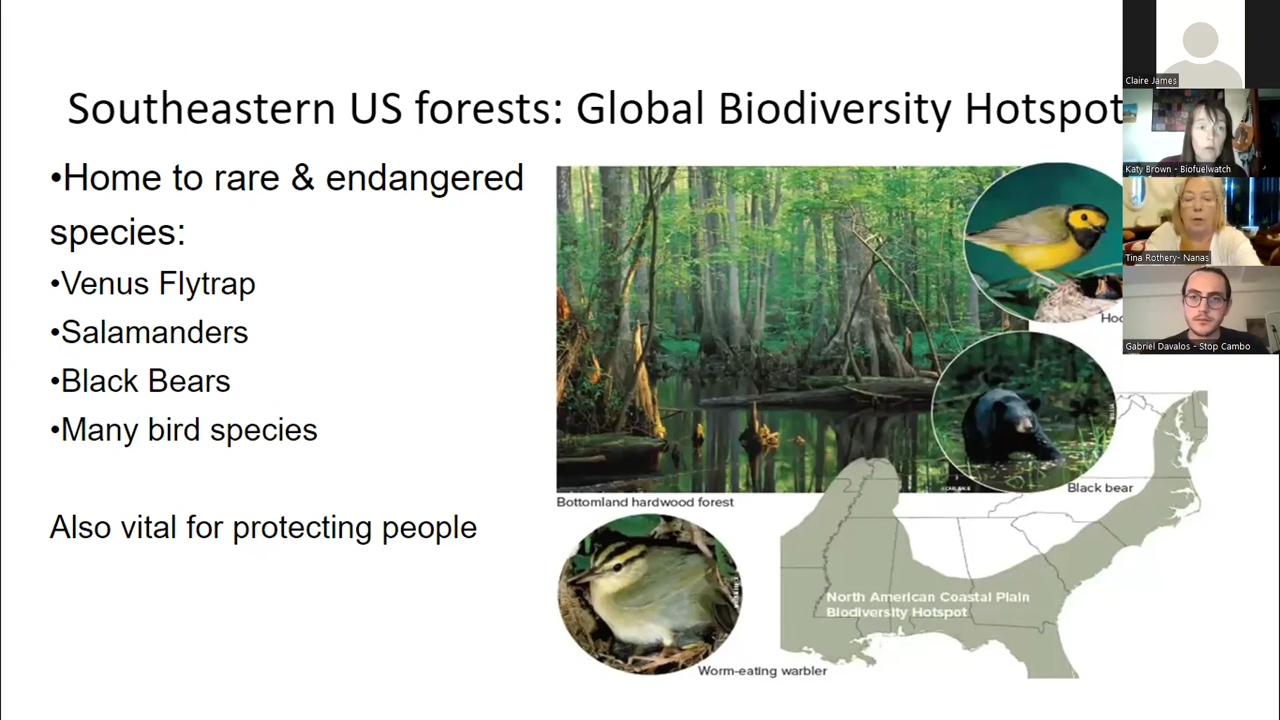 Southeastern US forests: Global Biodiversity Hotspot
•Home to rare & endangered
species:
•Venus Flytrap
•Salamanders
•Black Bears
•Many bird species
Also vital for protecting people
Bottomland hardwood forest
Black bear
North American Coastal Plain
Biodiversity Hotspot
Worm-eating warbler
Claire James
Katy Brown - Biofuelwatch
Tina Rothery- Nanas
Gabriel Davalos - Stop Cambo